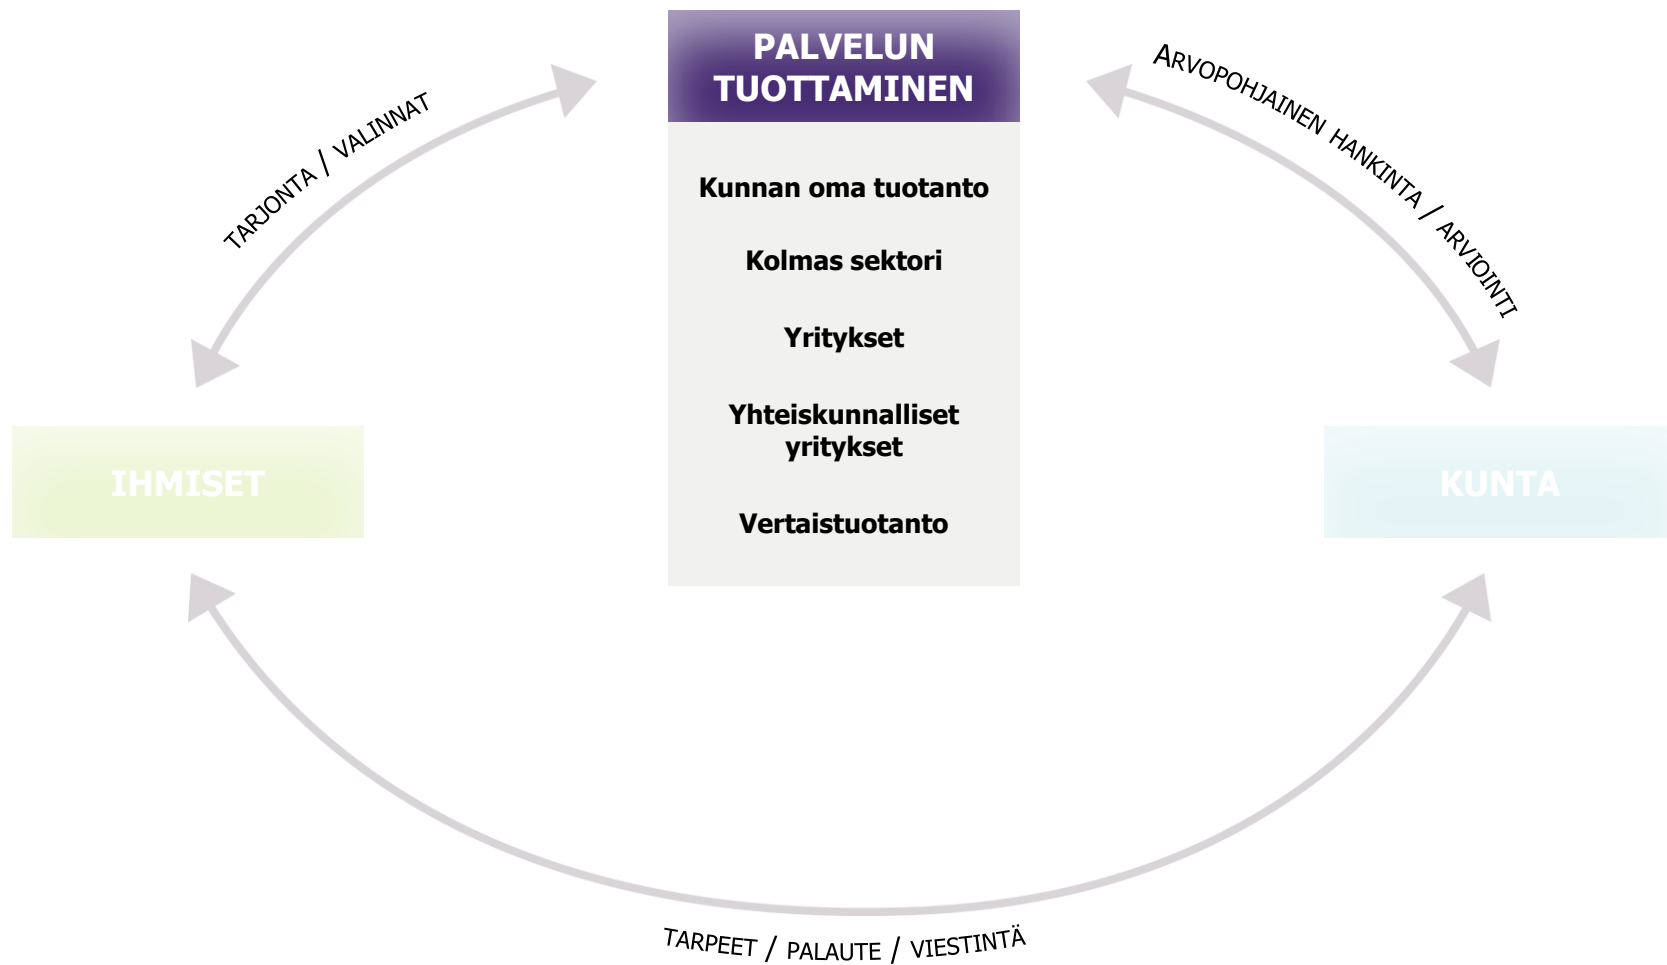 PALVELUN
TUOTTAMINEN
Kunnan oma tuotanto
Kolmas sektori
Yritykset
Yhteiskunnalliset
yritykset
Vertaistuotanto
TARJONTA / VALINNAT
ARVOPOHJAINEN HANKINTA / ARVIOINTI
IHMISET
KUNTA
TARPEET / PALAUTE / VIESTINTÄ